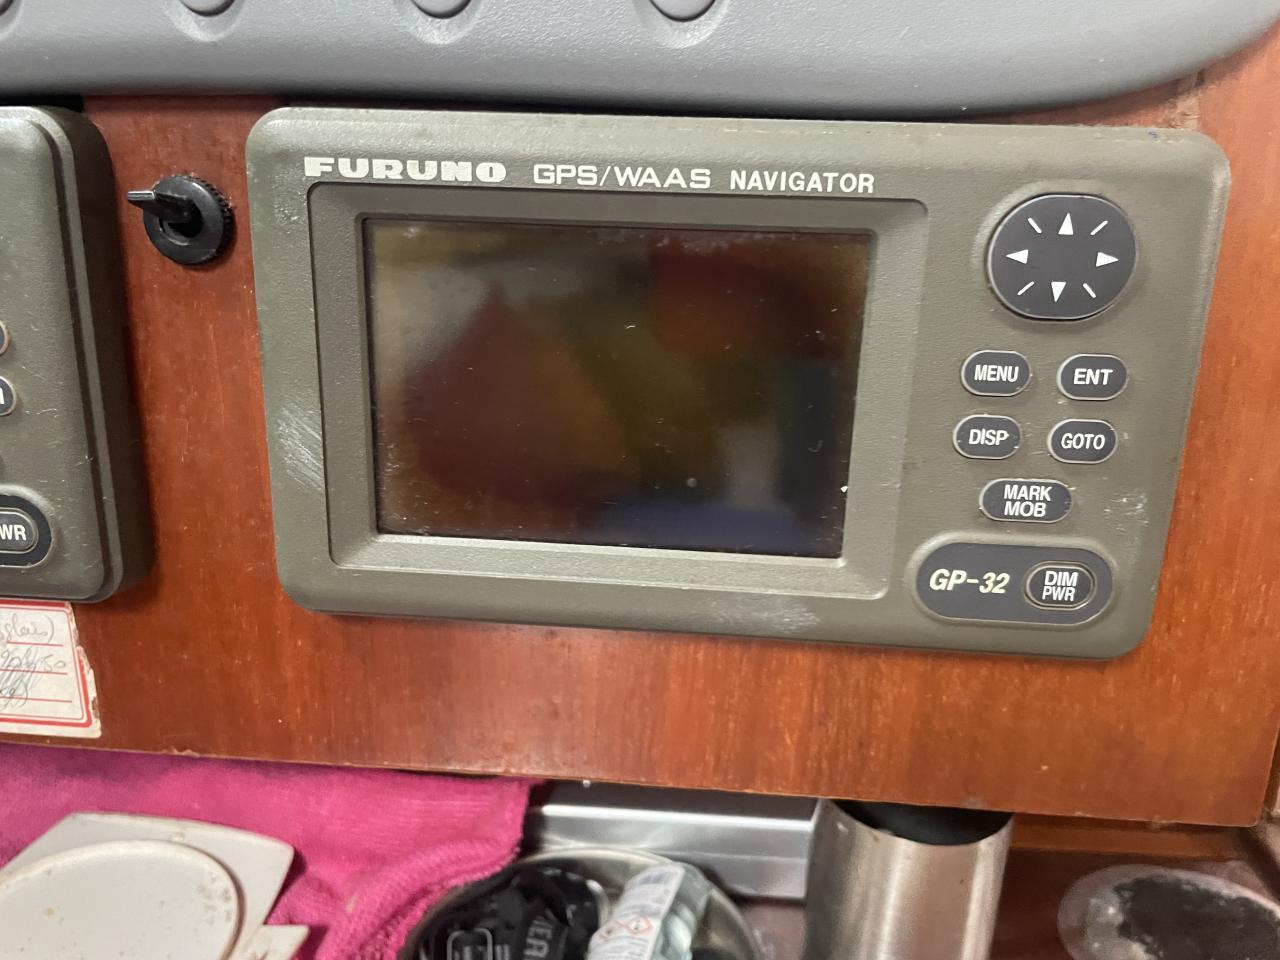 FURUNO GPS/WAAS NAVIGATOR
MENU
ENT
DISP
GOTO
MARK
MOB
GP-32
DIM
PWR
WR